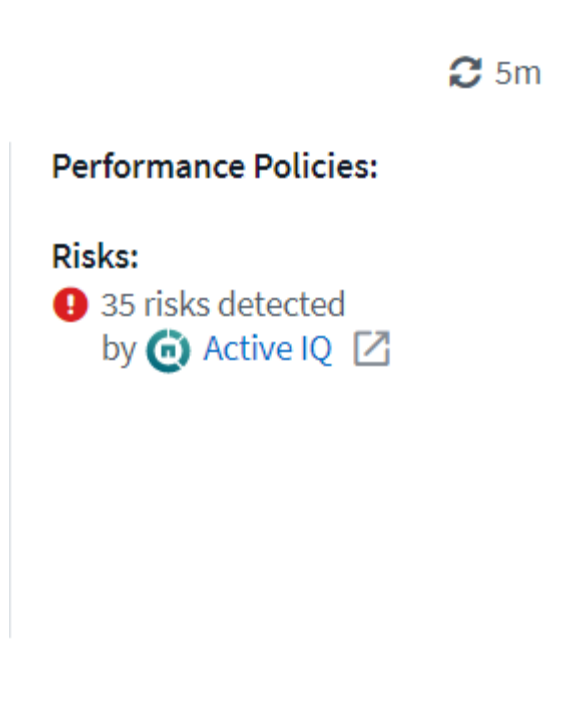 5m
Performance Policies:
Risks:
35 risks detected
by Active IQ